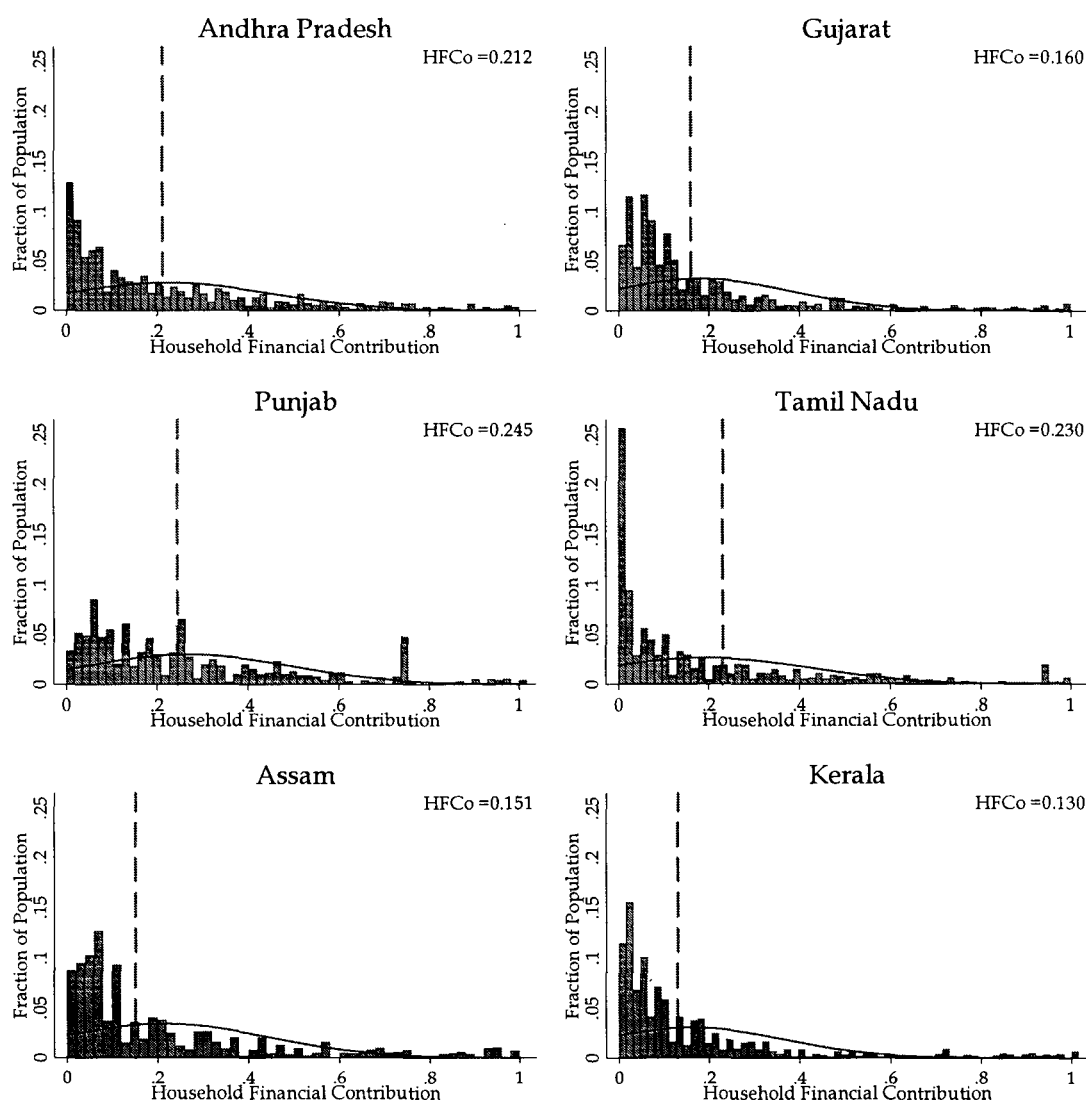 Andhra Pradesh
HFCo =0.212
Fraction of Population
.25
.2
.15
.1
.05
0
0 .2 .4 .6 .8 1
Household Financial Contribution
Gujarat
HFCo =0.160
Fraction of Population
.25
.2
.15
.1
.05
0
0 .2 .4 .6 .8 1
Household Financial Contribution
Punjab
HFCo =0.245
Fraction of Population
.25
.2
.15
.1
.05
0
0 .2 .4 .6 .8 1
Household Financial Contribution
Tamil Nadu
HFCo =0.230
Fraction of Population
.25
.2
.15
.1
.05
0
0 .2 .4 .6 .8 1
Household Financial Contribution
Assam
HFCo =0.151
Fraction of Population
.25
.2
.15
.1
.05
0
0 .2 .4 .6 .8 1
Household Financial Contribution
Kerala
HFCo =0.130
Fraction of Population
.25
.2
.15
.1
.05
0
0 .2 .4 .6 .8 1
Household Financial Contribution